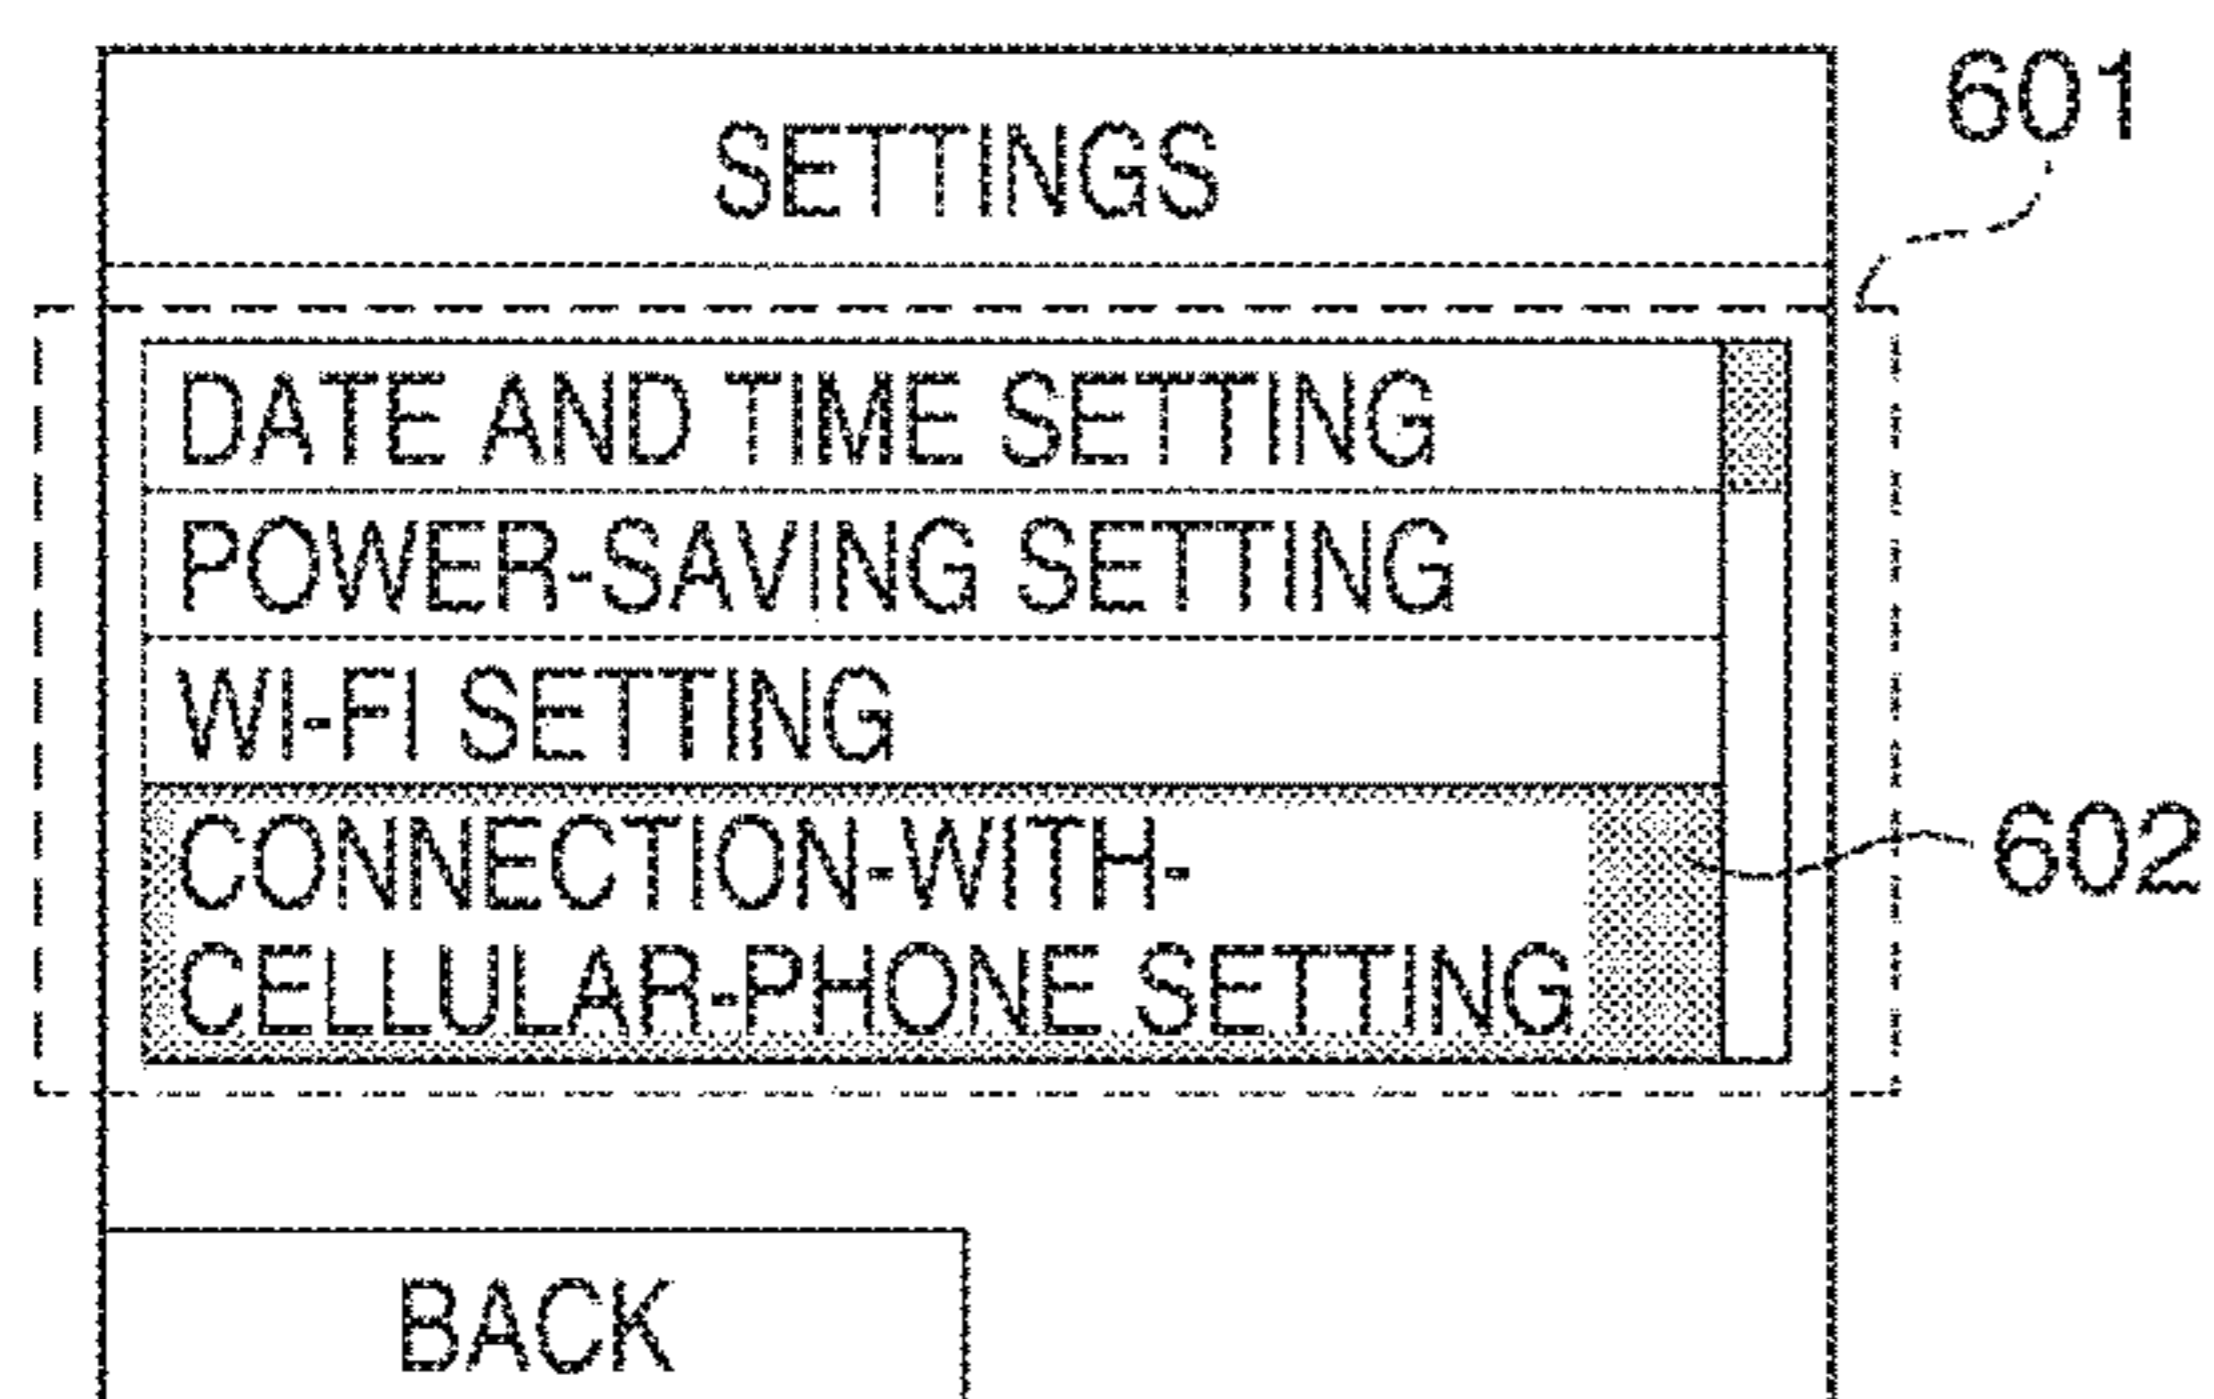 SETTINGS
601
DATE AND TIME SETTING
POWER-SAVING SETTING
WI-FI SETTING
CONNECTION-WITH-
CELLULAR-PHONE SETTING
602
BACK